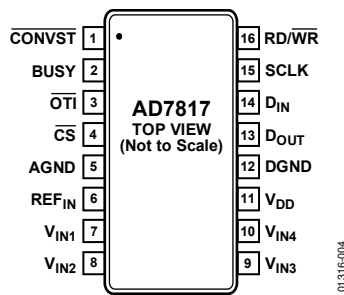 CONVST 1
BUSY 2
OTI 3
CS 4
AGND 5
REFIN 6
VIN1 7
VIN2 8
AD7817
TOP VIEW
(Not to Scale)
16 RD/WR
15 SCLK
14 DIN
13 DOUT
12 DGND
11 VDD
10 VIN4
9 VIN3
01316-004